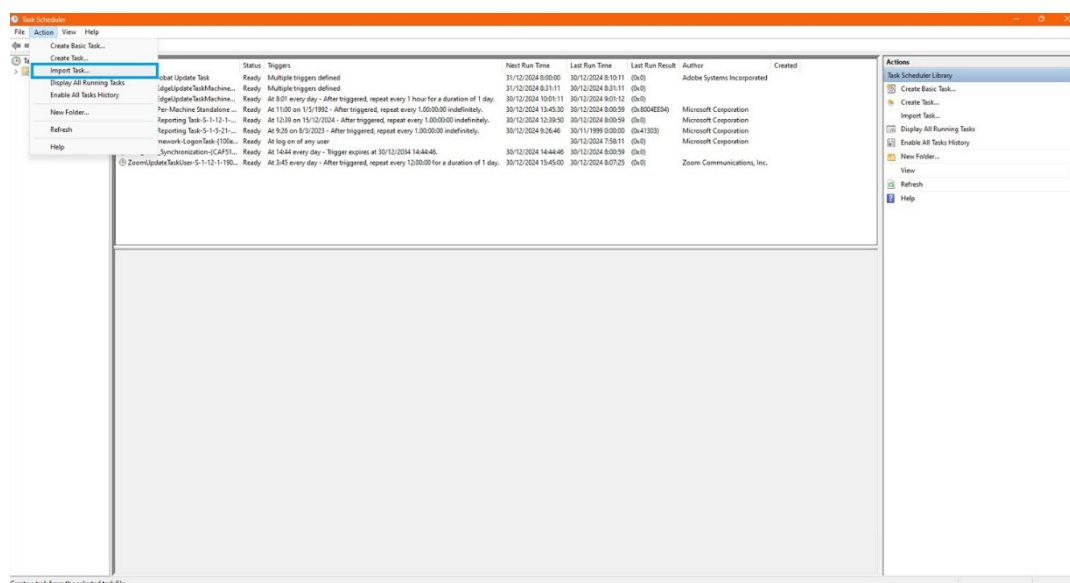 Task Scheduler
File Action View Help
Create Basic Task...
Create Task...
Import Task...
Display All Running Tasks
Enable All Tasks History
New Folder...
Refresh
Help
Status Triggers Next Run Time Last Run Time Last Run Result Author Created
obat Update Task Ready Multiple triggers defined 31/12/2024 8:00:00 30/12/2024 8:10:11 (0x0) Adobe Systems Incorporated
EdgeUpdateTaskMachine... Ready Multiple triggers defined 31/12/2024 8:31:11 30/12/2024 8:31:11 (0x0)
EdgeUpdateTaskMachine... Ready At 8:01 every day - After triggered, repeat every 1 hour for a duration of 1 day. 30/12/2024 10:01:11 30/12/2024 9:01:12 (0x0)
Per-Machine Standalone ... Ready At 11:00 on 1/5/1992 - After triggered, repeat every 1.00:00:00 indefinitely. 30/12/2024 13:45:30 30/12/2024 8:00:59 (0x8004EE04) Microsoft Corporation
Reporting Task-S-1-12-1-... Ready At 12:39 on 15/12/2024 - After triggered, repeat every 1.00:00:00 indefinitely. 30/12/2024 12:39:50 30/12/2024 8:00:59 (0x0) Microsoft Corporation
Reporting Task-S-1-5-21-... Ready At 9:26 on 8/3/2023 - After triggered, repeat every 1.00:00:00 indefinitely. 30/12/2024 9:26:46 30/11/1999 0:00:00 (0x41303) Microsoft Corporation
mework-LogonTask-{100e... Ready At log on of any user 30/12/2024 7:58:11 (0x0) Microsoft Corporation
_Synchronization-{CAF51... Ready At 14:44 every day - Trigger expires at 30/12/2054 14:44:46. 30/12/2024 14:44:46 30/12/2024 8:00:59 (0x0)
ZoomUpdateTaskUser-S-1-12-1-190... Ready At 3:45 every day - After triggered, repeat every 12:00:00 for a duration of 1 day. 30/12/2024 15:45:00 30/12/2024 8:07:25 (0x0) Zoom Communications, Inc.
Actions
Task Scheduler Library
Create Basic Task...
Create Task...
Import Task...
Display All Running Tasks
Enable All Tasks History
New Folder...
View
Refresh
Help